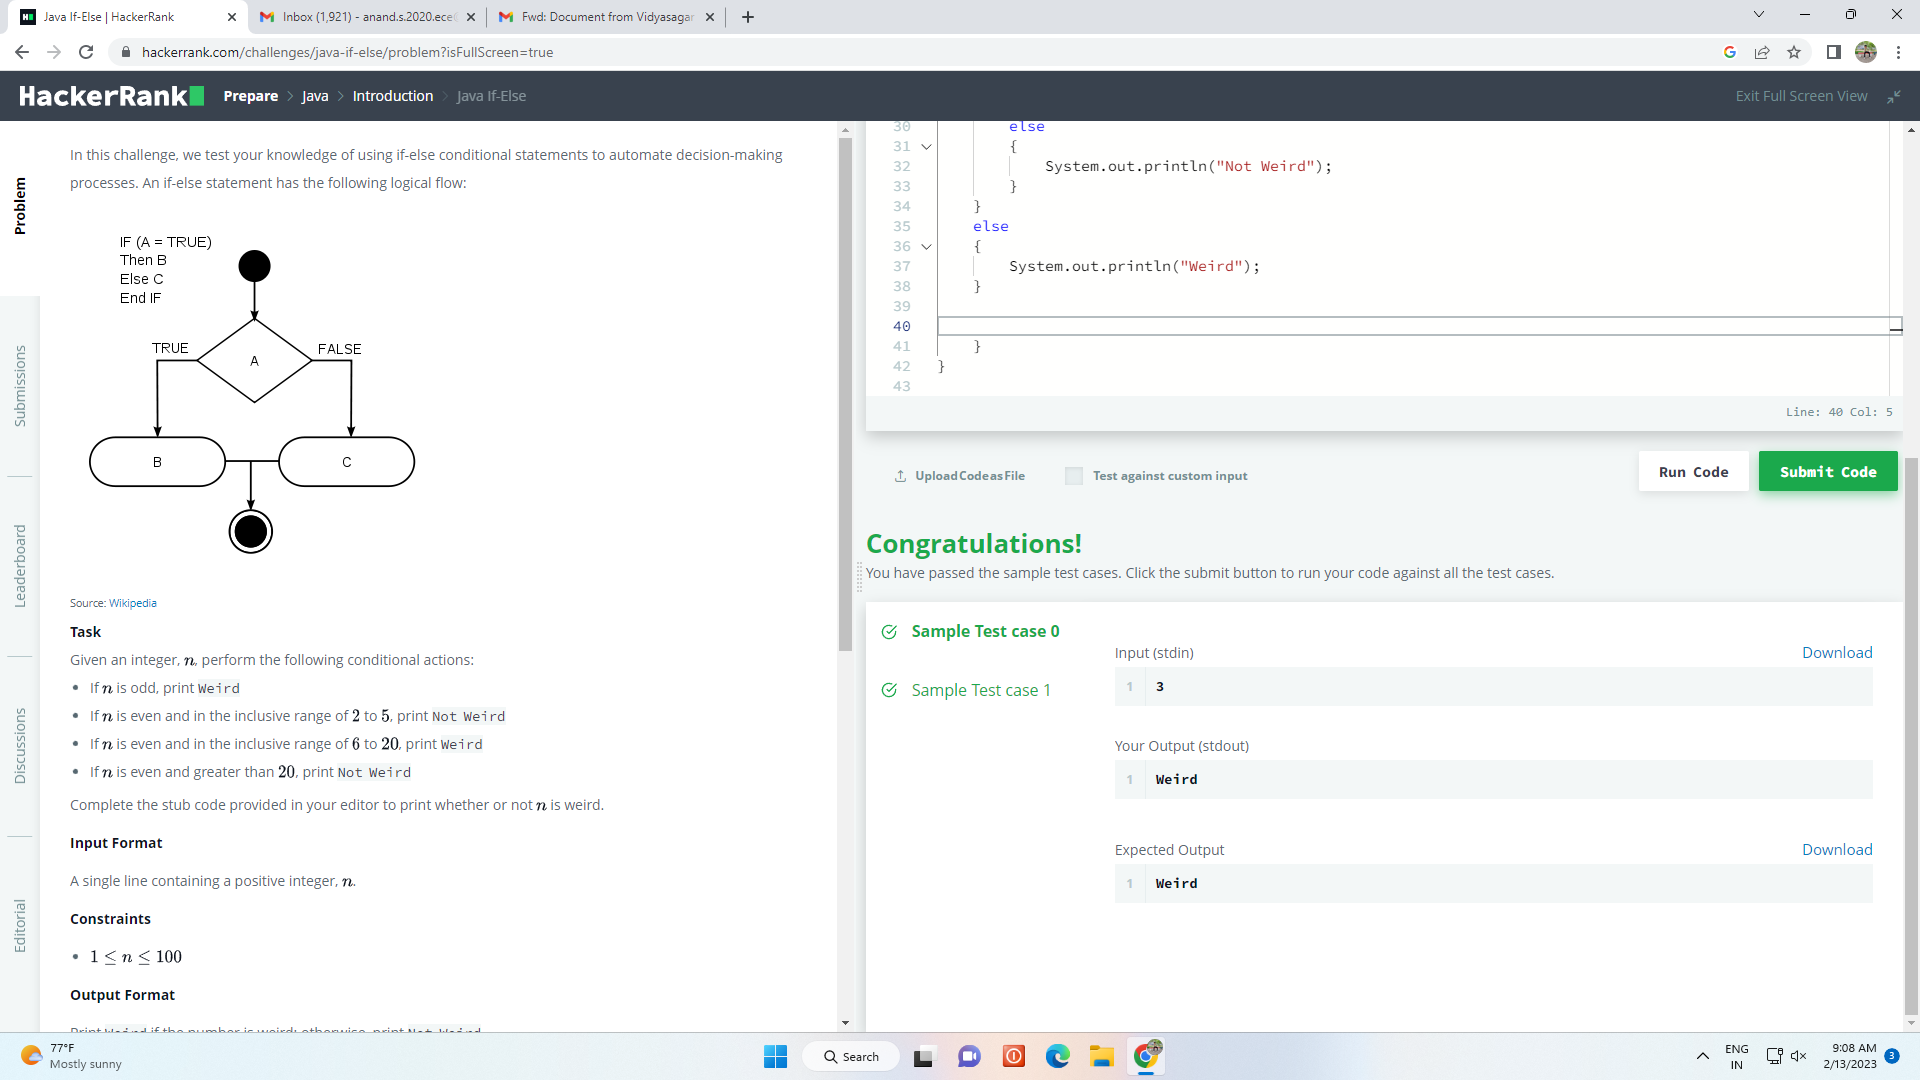 Java If-Else | HackerRank
Inbox (1,921) - anand.s.2020.ece
Fwd: Document from Vidyasagar
hackerrank.com/challenges/java-if-else/problem?isFullScreen=true
HackerRank
Prepare > Java > Introduction > Java If-Else
Exit Full Screen View
Problem
Submissions
Leaderboard
Discussions
Editorial
In this challenge, we test your knowledge of using if-else conditional statements to automate decision-making
processes. An if-else statement has the following logical flow:
IF (A = TRUE)
Then B
Else C
End IF
TRUE
A
FALSE
B
C
Source: Wikipedia
Task
Given an integer, n, perform the following conditional actions:
• If n is odd, print Weird
• If n is even and in the inclusive range of 2 to 5, print Not Weird
• If n is even and in the inclusive range of 6 to 20, print Weird
• If n is even and greater than 20, print Not Weird
Complete the stub code provided in your editor to print whether or not n is weird.
Input Format
A single line containing a positive integer, n.
Constraints
• 1 ≤ n ≤ 100
Output Format
Print Weird if the number is weird; otherwise, print Not Weird
30 else
31 {
32 System.out.println("Not Weird");
33 }
34 }
35 else
36 {
37 System.out.println("Weird");
38 }
39
40
41 }
42 }
43
Line: 40 Col: 5
Upload Code as File
Test against custom input
Run Code
Submit Code
Congratulations!
You have passed the sample test cases. Click the submit button to run your code against all the test cases.
Sample Test case 0
Sample Test case 1
Input (stdin)
Download
1 3
Your Output (stdout)
1 Weird
Expected Output
Download
1 Weird
77°F
Mostly sunny
Search
ENG
IN
9:08 AM
2/13/2023
3